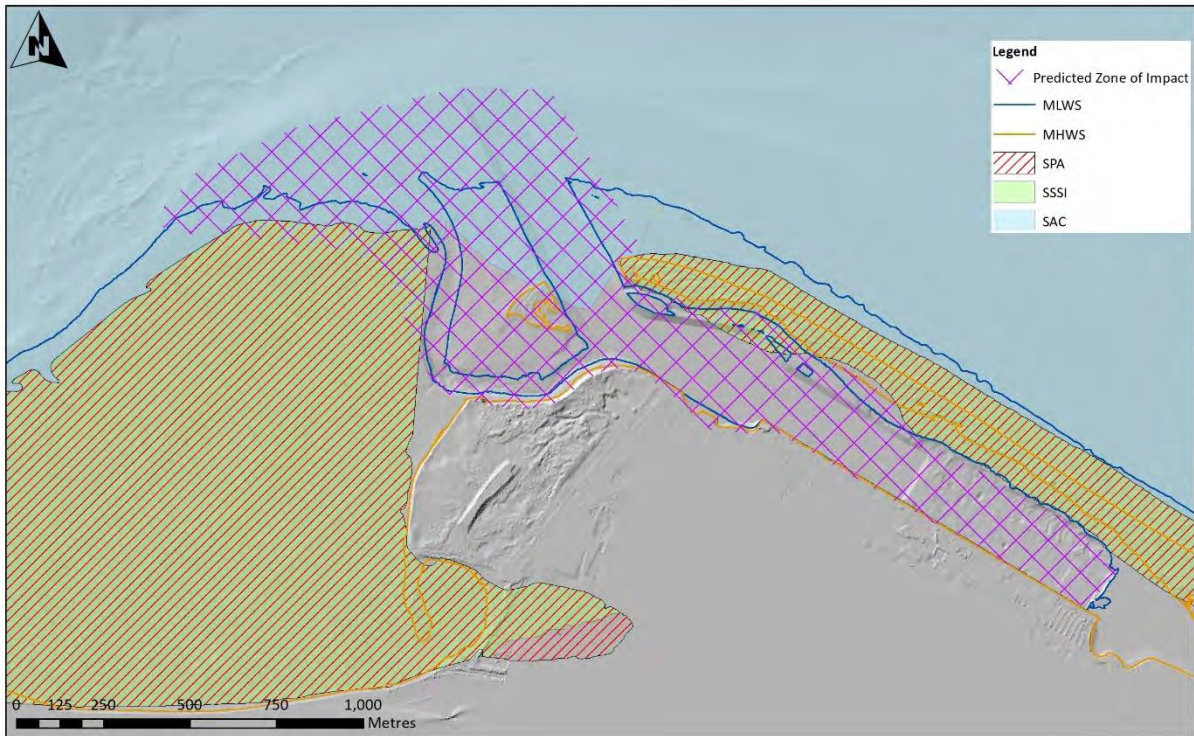 N
Legend
Predicted Zone of Impact
MLWS
MHWS
SPA
SSSI
SAC
0 125 250 500 750 1,000
Metres